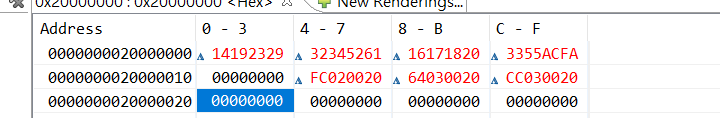 0x20000000 : 0x20000000 <Hex> New Renderings...
Address 0 - 3 4 - 7 8 - B C - F
0000000020000000 14192329 32345261 16171820 3355ACFA
0000000020000010 00000000 FC020020 64030020 CC030020
0000000020000020 00000000 00000000 00000000 00000000